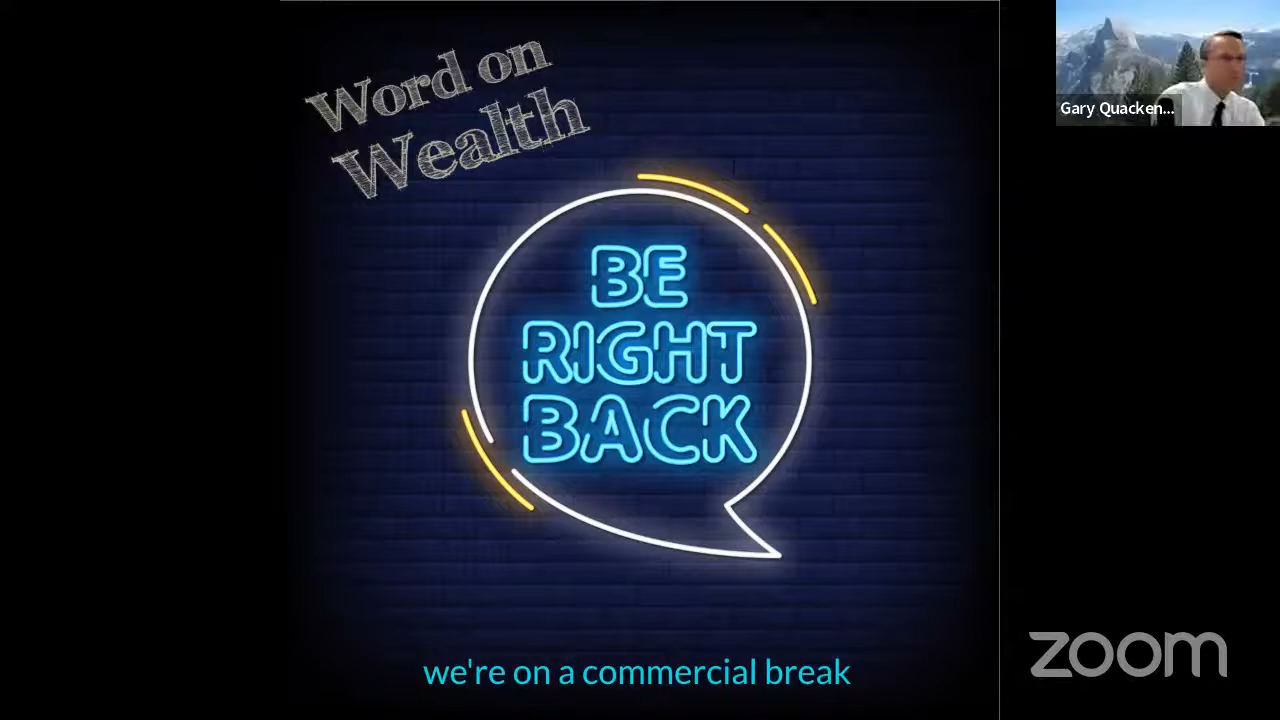 Word on
Wealth
Gary Quacken...
BE
RIGHT
BACK
we're on a commercial break
zoom